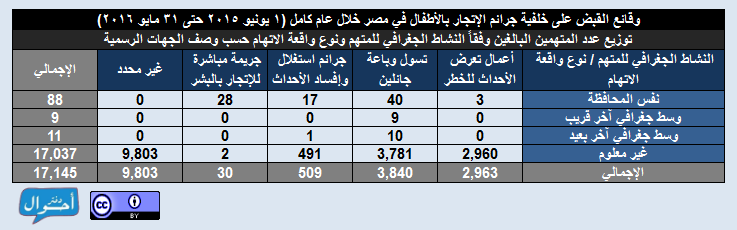 وقائع القبض على خلفية جرائم الإتجار بالأطفال في مصر خلال عام كامل (١ يونيو ٢٠١٥ حتى ٣١ مايو ٢٠١٦)
توزيع عدد المتهمين البالغين وفقاً النشاط الجغرافي للمتهم ونوع واقعة الاتهام حسب وصف الجهات الرسمية
النشاط الجغرافي للمتهم / نوع واقعة الاتهام
أعمال تعرض الأحداث للخطر
تسول وباعة جائلين
جرائم استغلال وإفساد الأحداث
جريمة مباشرة للإتجار بالبشر
غير محدد
الإجمالي
نفس المحافظة 3 40 17 28 0 88
وسط جغرافي آخر قريب 0 9 0 0 0 9
وسط جغرافي آخر بعيد 0 10 1 0 0 11
غير معلوم 2,960 3,781 491 2 9,803 17,037
الإجمالي 2,963 3,840 509 30 9,803 17,145
دفتر أحوال
cc BY